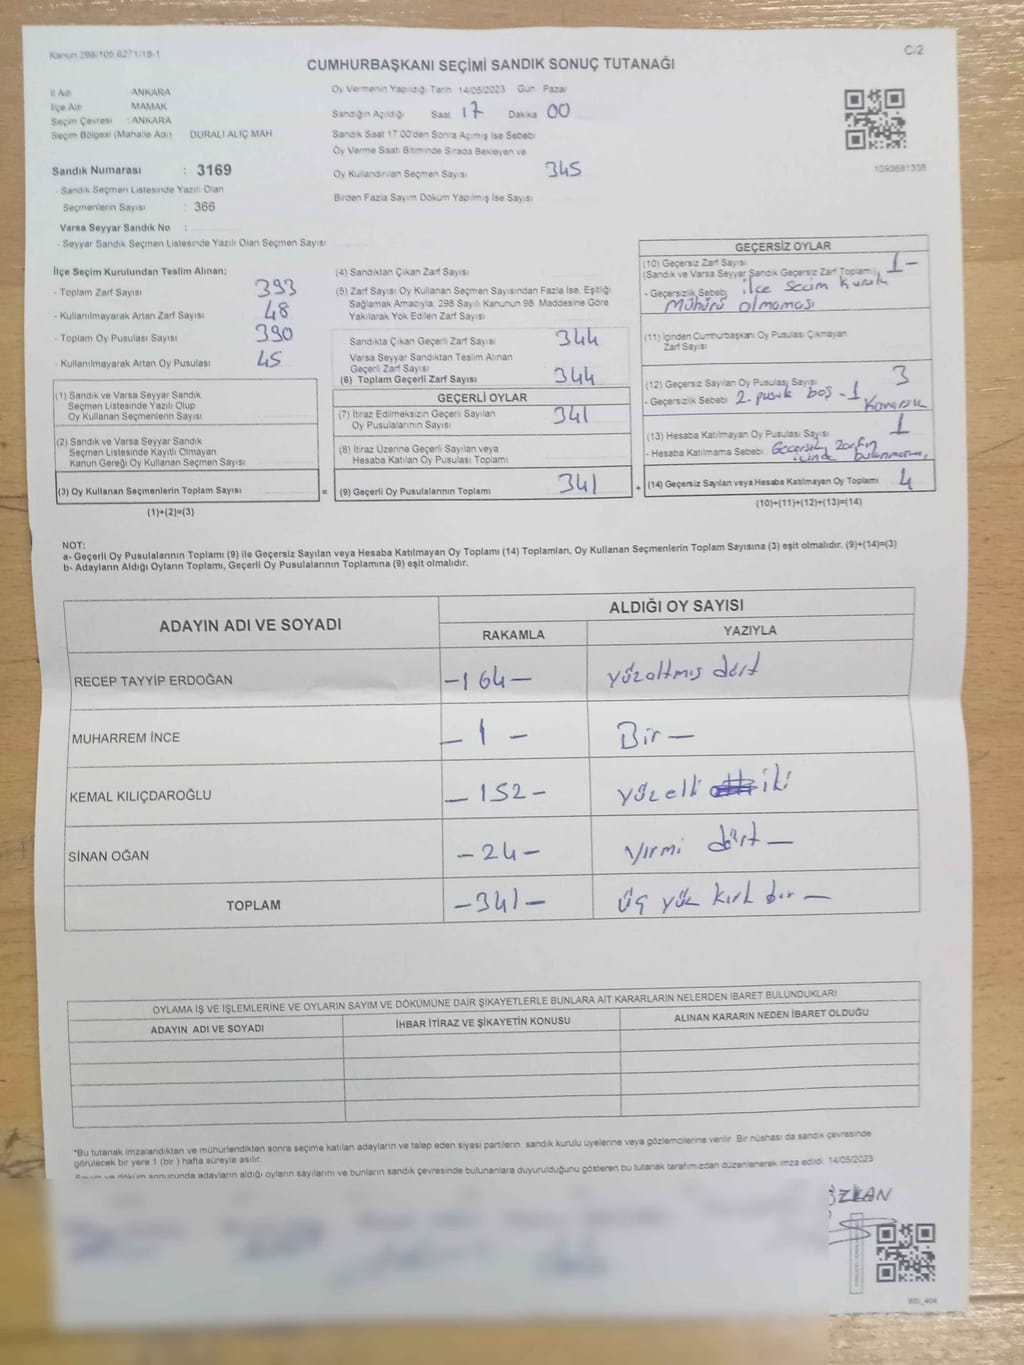 Kanun 298/105 6271/18-1
C-2
CUMHURBAŞKANI SEÇİMİ SANDIK SONUÇ TUTANAĞI
İl Adı ANKARA
İlçe Adı MAMAK
Seçim Çevresi : ANKARA
Seçim Bölgesi (Mahalle Adı) DURALİ ALIÇ MAH
Sandık Numarası : 3169
- Sandık Seçmen Listesinde Yazılı Olan
Seçmenlerin Sayısı : 366
Varsa Seyyar Sandık No :
- Seyyar Sandık Seçmen Listesinde Yazılı Olan Seçmen Sayısı
Oy Vermenin Yapıldığı Tarih 14/05/2023 Gün Pazar
Sandığın Açıldığı Saat 17 Dakika 00
Sandık Saat 17.00'den Sonra Açılmış İse Sebebi
Oy Verme Saati Bitiminde Sırada Bekleyen ve
Oy Kullandırılan Seçmen Sayısı 345
Birden Fazla Sayım Döküm Yapılmış İse Sayısı
1093681338
İlçe Seçim Kurulundan Teslim Alınan;
- Toplam Zarf Sayısı 393
- Kullanılmayarak Artan Zarf Sayısı 48
- Toplam Oy Pusulası Sayısı 390
- Kullanılmayarak Artan Oy Pusulası 45
(1) Sandık ve Varsa Seyyar Sandık
Seçmen Listesinde Yazılı Olup
Oy Kullanan Seçmenlerin Sayısı
(2) Sandık ve Varsa Seyyar Sandık
Seçmen Listesinde Kayıtlı Olmayan
Kanun Gereği Oy Kullanan Seçmen Sayısı
(3) Oy Kullanan Seçmenlerin Toplam Sayısı =
(1)+(2)=(3)
(4) Sandıktan Çıkan Zarf Sayısı
(5) Zarf Sayısı Oy Kullanan Seçmen Sayısından Fazla İse, Eşitliği
Sağlamak Amacıyla, 298 Sayılı Kanunun 98. Maddesine Göre
Yakılarak Yok Edilen Zarf Sayısı
Sandıkta Çıkan Geçerli Zarf Sayısı 344
Varsa Seyyar Sandıktan Teslim Alınan
Geçerli Zarf Sayısı
(6) Toplam Geçerli Zarf Sayısı 344
GEÇERLİ OYLAR
(7) İtiraz Edilmeksizin Geçerli Sayılan
Oy Pusulalarının Sayısı 341
(8) İtiraz Üzerine Geçerli Sayılan veya
Hesaba Katılan Oy Pusulası Toplamı
(9) Geçerli Oy Pusulalarının Toplamı 341 +
GEÇERSİZ OYLAR
(10) Geçersiz Zarf Sayısı
(Sandık ve Varsa Seyyar Sandık Geçersiz Zarf Toplamı) 1 -
- Geçersizlik Sebebi ilçe Secim Kurulu
Mühürü olmaması
(11) İçinden Cumhurbaşkanı Oy Pusulası Çıkmayan
Zarf Sayısı
(12) Geçersiz Sayılan Oy Pusulası Sayısı 3
- Geçersizlik Sebebi 2. pusula boş - 1
(13) Hesaba Katılmayan Oy Pusulası Sayısı 1
- Hesaba Katılmama Sebebi Geçersiz zarfın
içinde bulunması
(14) Geçersiz Sayılan veya Hesaba Katılmayan Oy Toplamı 4
(10)+(11)+(12)+(13)=(14)
NOT:
a- Geçerli Oy Pusulalarının Toplamı (9) ile Geçersiz Sayılan veya Hesaba Katılmayan Oy Toplamı (14) Toplamları, Oy Kullanan Seçmenlerin Toplam Sayısına (3) eşit olmalıdır. (9)+(14)=(3)
b- Adayların Aldığı Oyların Toplamı, Geçerli Oy Pusulalarının Toplamına (9) eşit olmalıdır.
ADAYIN ADI VE SOYADI
ALDIĞI OY SAYISI
RAKAMLA YAZIYLA
RECEP TAYYİP ERDOĞAN -164- yüzaltmış dört
MUHARREM İNCE - 1 - Bir -
KEMAL KILIÇDAROĞLU - 152 - yüz elli iki
SİNAN OĞAN - 24 - yirmi dört -
TOPLAM -341- üç yüz kırk bir -
OYLAMA İŞ VE İŞLEMLERİNE VE OYLARIN SAYIM VE DÖKÜMÜNE DAİR ŞİKAYETLERLE BUNLARA AİT KARARLARIN NELERDEN İBARET BULUNDUKLARI
ADAYIN ADI VE SOYADI İHBAR İTİRAZ VE ŞİKAYETİN KONUSU ALINAN KARARIN NEDEN İBARET OLDUĞU
*Bu tutanak imzalandıktan ve mühürlendikten sonra seçime katılan adayların ve talep eden siyasi partilerin sandık kurulu üyelerine veya gözlemcilerine verilir. Bir nüshası da sandık çevresinde
görülecek bir yere 1 (bir) hafta süreyle asılır.
Sayım ve döküm sonucunda adayların aldığı oyların sayılarını ve bunların sandık çevresinde bulunanlara duyurulduğunu gösteren bu tutanak tarafımızdan düzenlenerek imza edildi. 14/05/2023